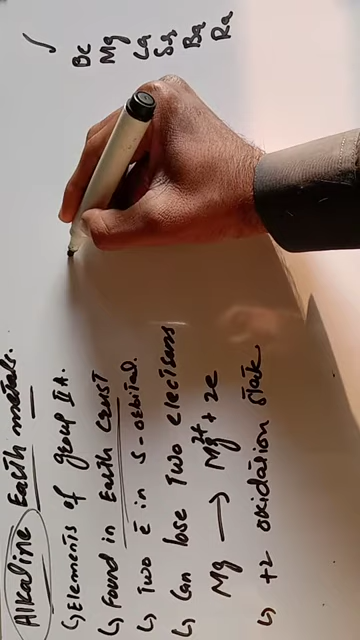 Alkaline Earth metals.
↳ Elements of group II A.
↳ Found in Earth Crust
↳ Two e̅ in S-orbital.
↳ Can lose two electrons
Mg → Mg²⁺ + 2e
↳ +2 oxidation state
Be
Mg
Ca
Sr
Ba
Ra